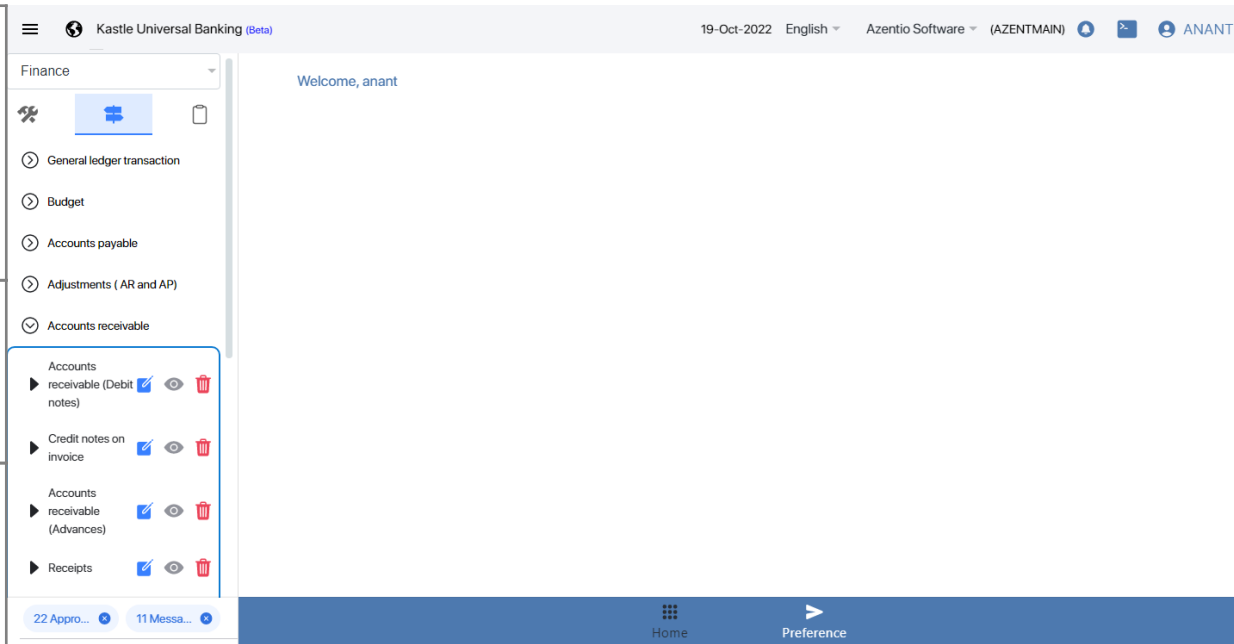 Kastle Universal Banking (Beta)
19-Oct-2022 English Azentio Software (AZENTMAIN) ANANT
Finance
Welcome, anant
General ledger transaction
Budget
Accounts payable
Adjustments ( AR and AP)
Accounts receivable
Accounts
receivable (Debit
notes)
Credit notes on
invoice
Accounts
receivable
(Advances)
Receipts
22 Appro... 11 Messa...
Home
Preference